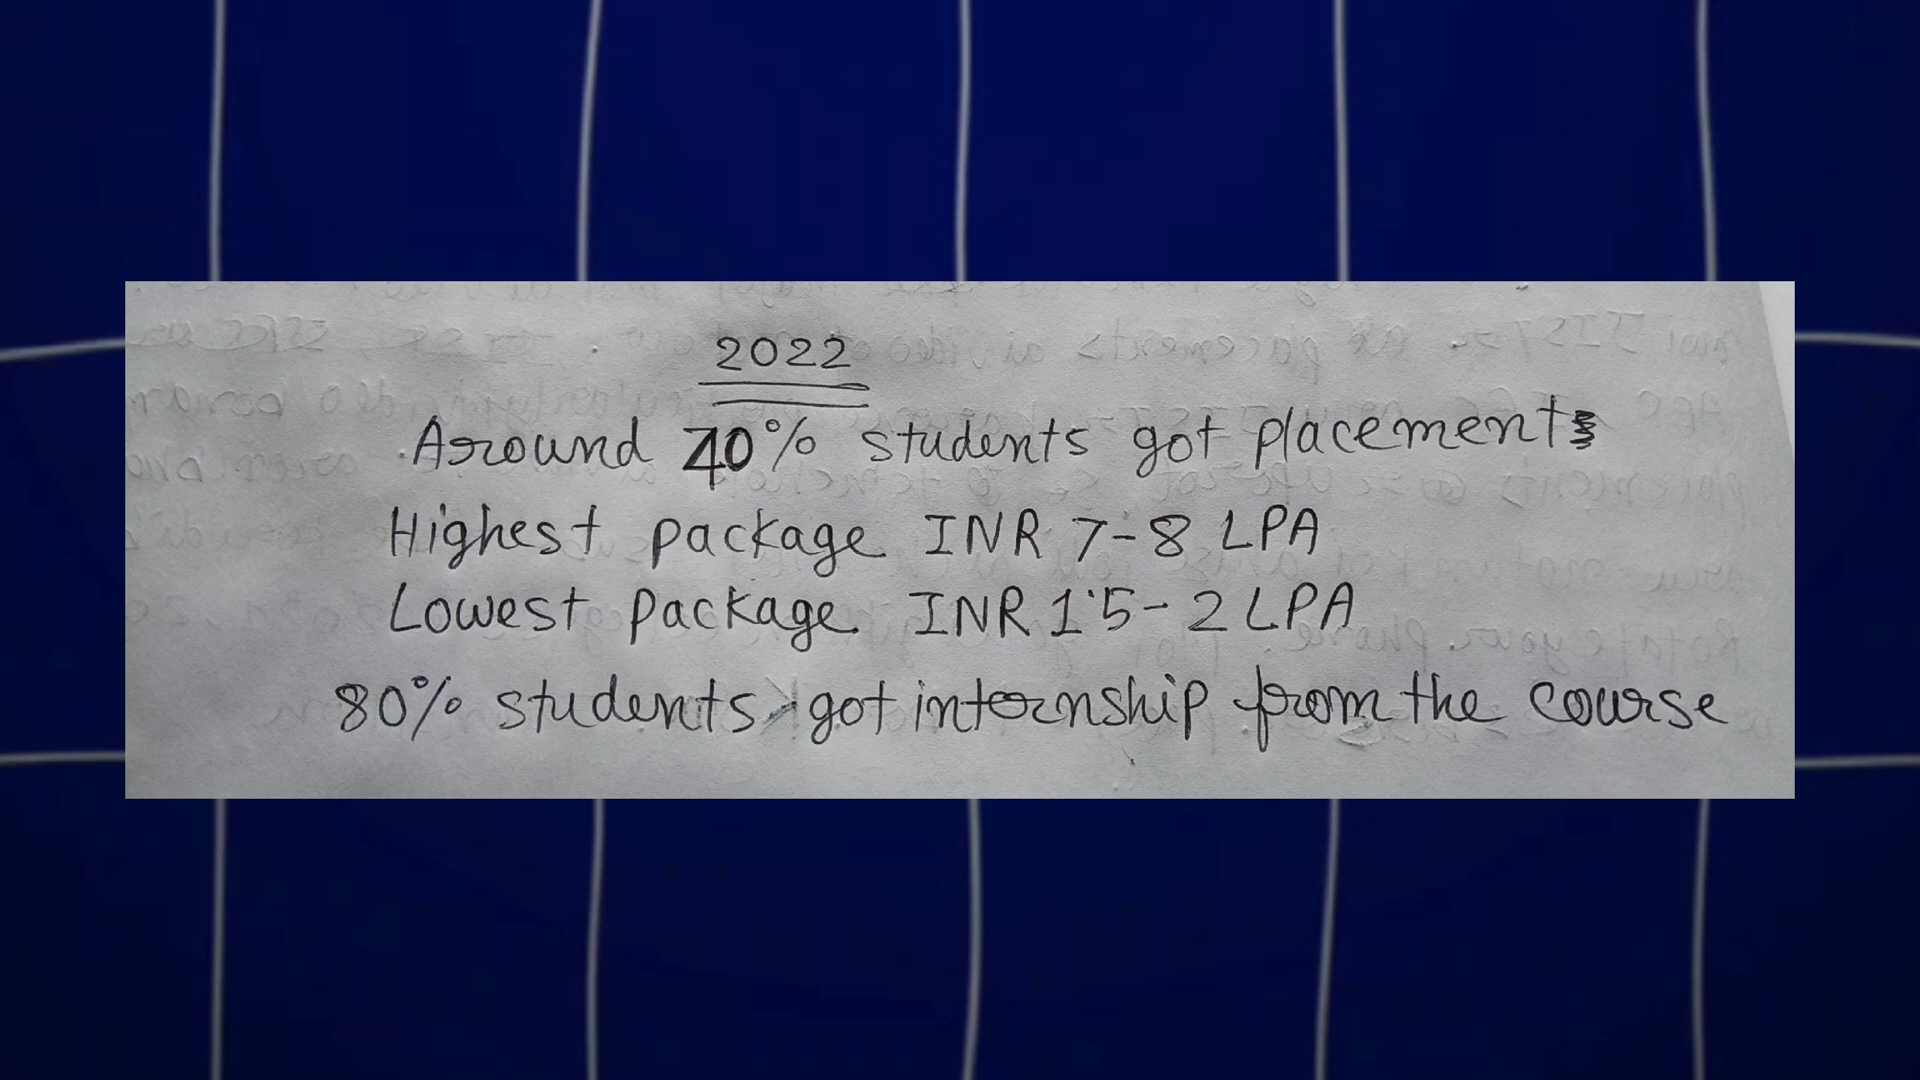 2022
Around 40% students got placement
Highest package INR 7-8 LPA
Lowest package INR 1.5-2 LPA
80% students got internship from the course